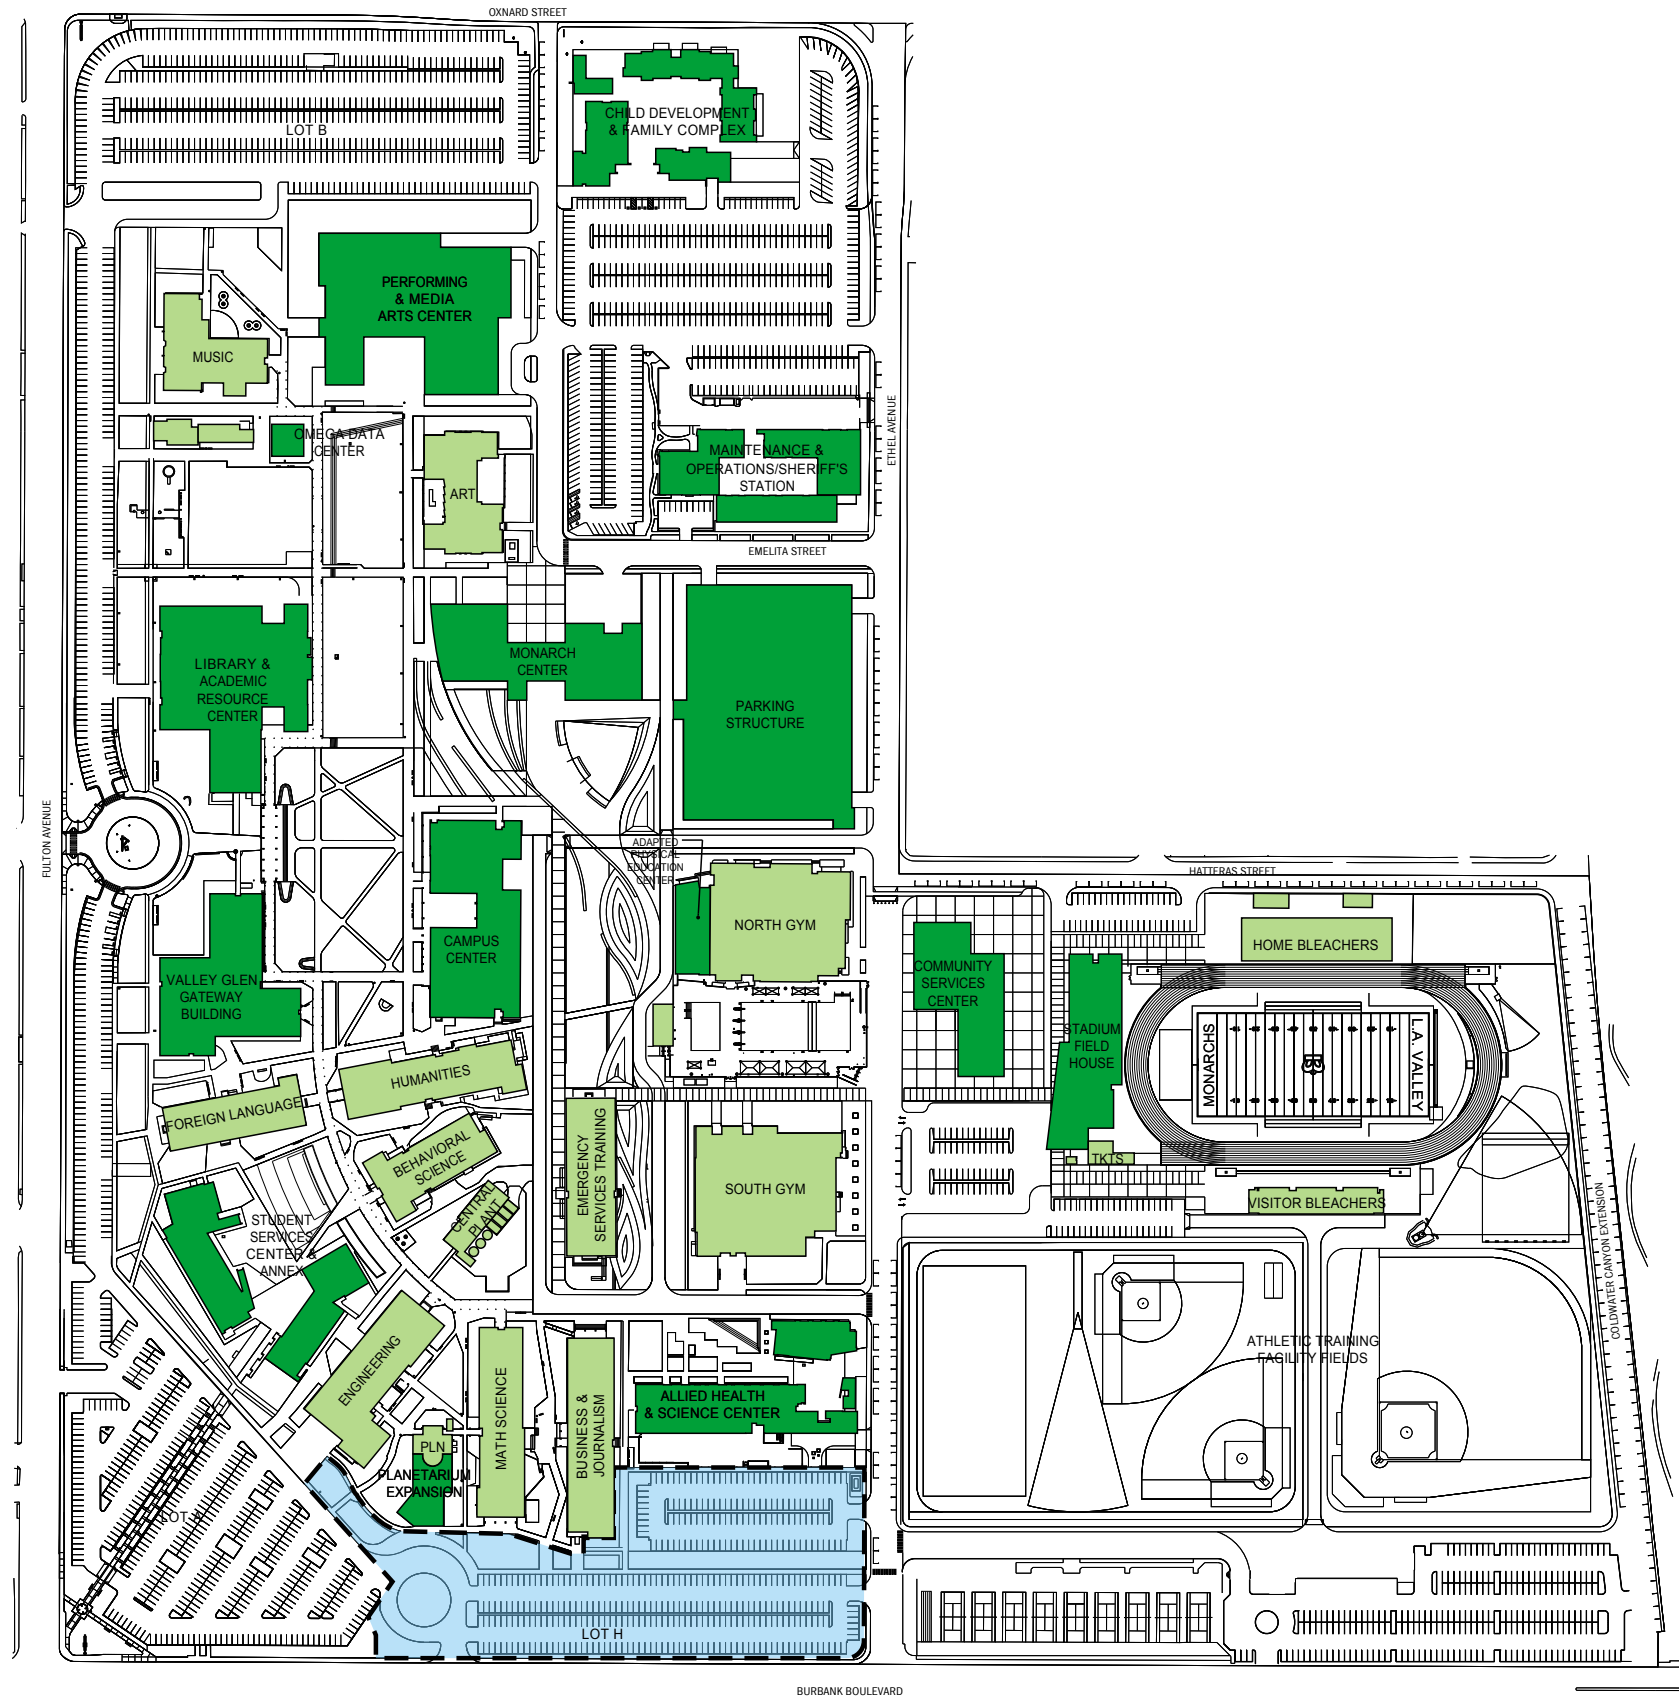 OXNARD STREET
LOT B
CHILD DEVELOPMENT
& FAMILY COMPLEX
PERFORMING
& MEDIA
ARTS CENTER
MUSIC
OMEGA DATA
CENTER
ART
MAINTENANCE &
OPERATIONS/SHERIFF'S
STATION
ETHEL AVENUE
EMELITA STREET
LIBRARY &
ACADEMIC
RESOURCE
CENTER
MONARCH
CENTER
PARKING
STRUCTURE
FULTON AVENUE
ADAPTED
PHYSICAL
EDUCATION
CENTER
HATTERAS STREET
NORTH GYM
HOME BLEACHERS
CAMPUS
CENTER
COMMUNITY
SERVICES
CENTER
VALLEY GLEN
GATEWAY
BUILDING
STADIUM
FIELD
HOUSE
MONARCHS
L.A. VALLEY
HUMANITIES
FOREIGN LANGUAGE
BEHAVIORAL
SCIENCE
EMERGENCY
SERVICES TRAINING
TKTS
SOUTH GYM
VISITOR BLEACHERS
CENTRAL
PLANT
STUDENT
SERVICES
CENTER &
ANNEX
COLDWATER CANYON EXTENSION
ENGINEERING
ATHLETIC TRAINING
FACILITY FIELDS
MATH SCIENCE
BUSINESS &
JOURNALISM
ALLIED HEALTH
& SCIENCE CENTER
PLN
PLANETARIUM
EXPANSION
LOT A
LOT H
BURBANK BOULEVARD